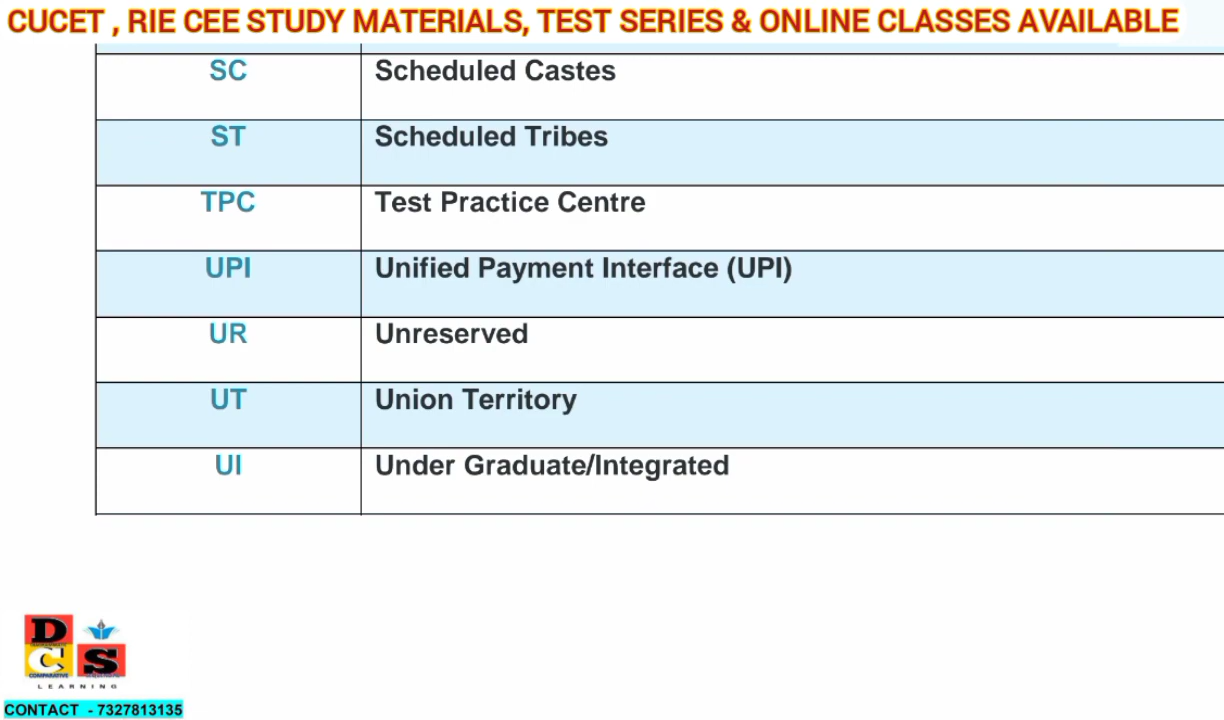 CUCET , RIE CEE STUDY MATERIALS, TEST SERIES & ONLINE CLASSES AVAILABLE
SC Scheduled Castes
ST Scheduled Tribes
TPC Test Practice Centre
UPI Unified Payment Interface (UPI)
UR Unreserved
UT Union Territory
UI Under Graduate/Integrated
D
C S
COMPARATIVE
LEARNING
CONTACT - 7327813135